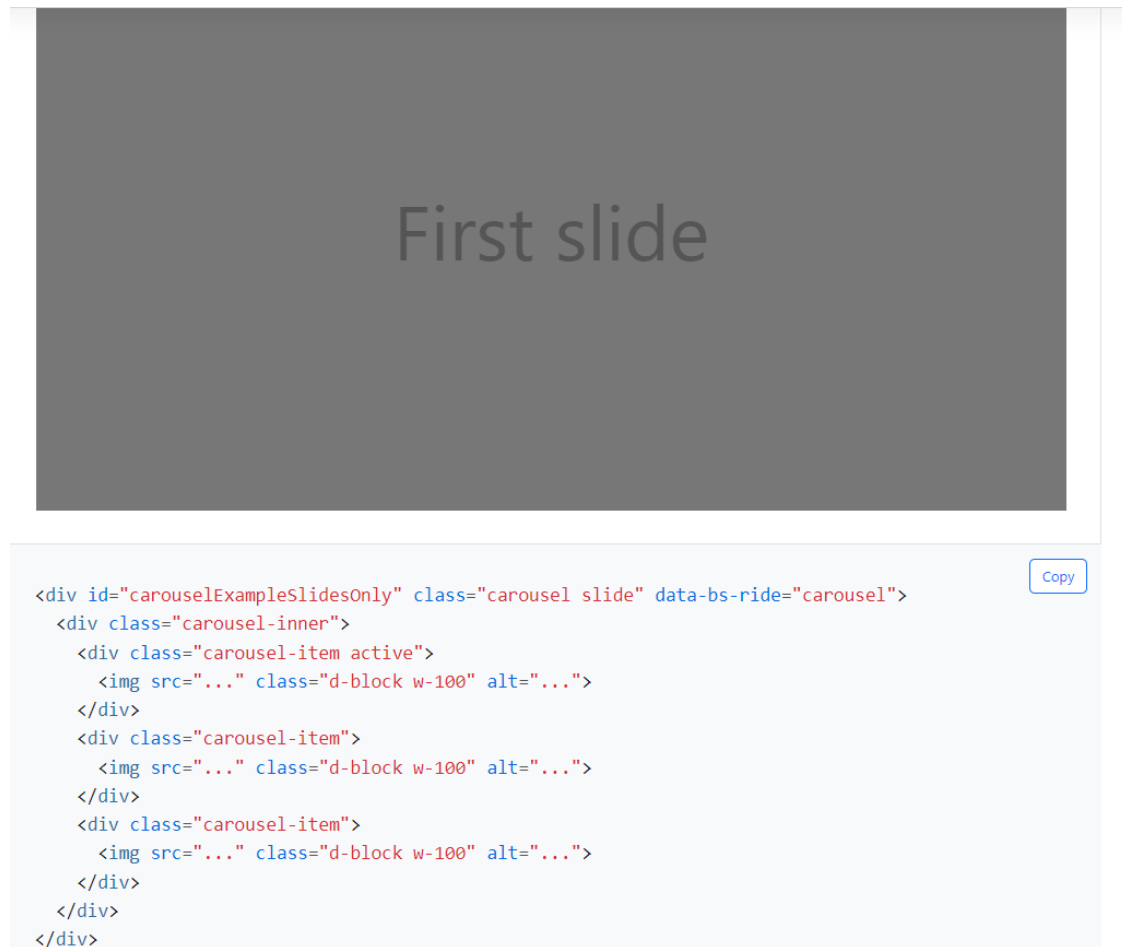 First slide
Copy
<div id="carouselExampleSlidesOnly" class="carousel slide" data-bs-ride="carousel">
  <div class="carousel-inner">
    <div class="carousel-item active">
      <img src="..." class="d-block w-100" alt="...">
    </div>
    <div class="carousel-item">
      <img src="..." class="d-block w-100" alt="...">
    </div>
    <div class="carousel-item">
      <img src="..." class="d-block w-100" alt="...">
    </div>
  </div>
</div>